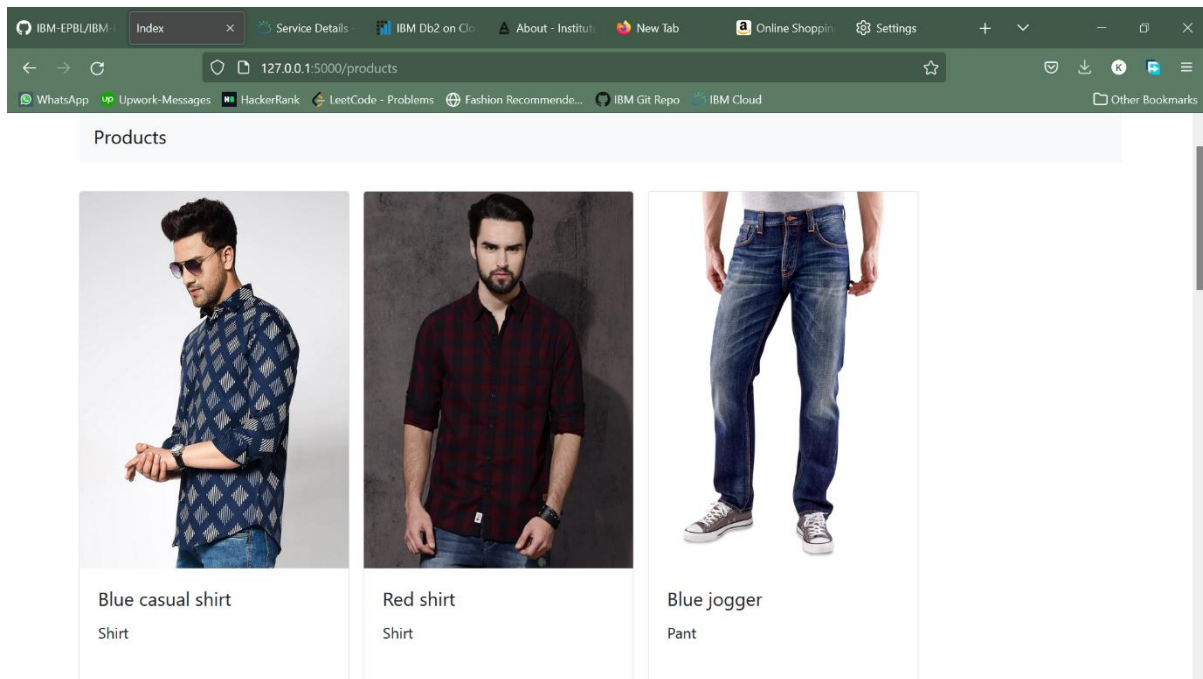 IBM-EPBL/IBM- Index Service Details - IBM Db2 on Clo About - Institut New Tab Online Shoppin Settings
127.0.0.1:5000/products
WhatsApp Upwork-Messages HackerRank LeetCode - Problems Fashion Recommende... IBM Git Repo IBM Cloud Other Bookmarks
Products
Blue casual shirt Red shirt Blue jogger
Shirt Shirt Pant